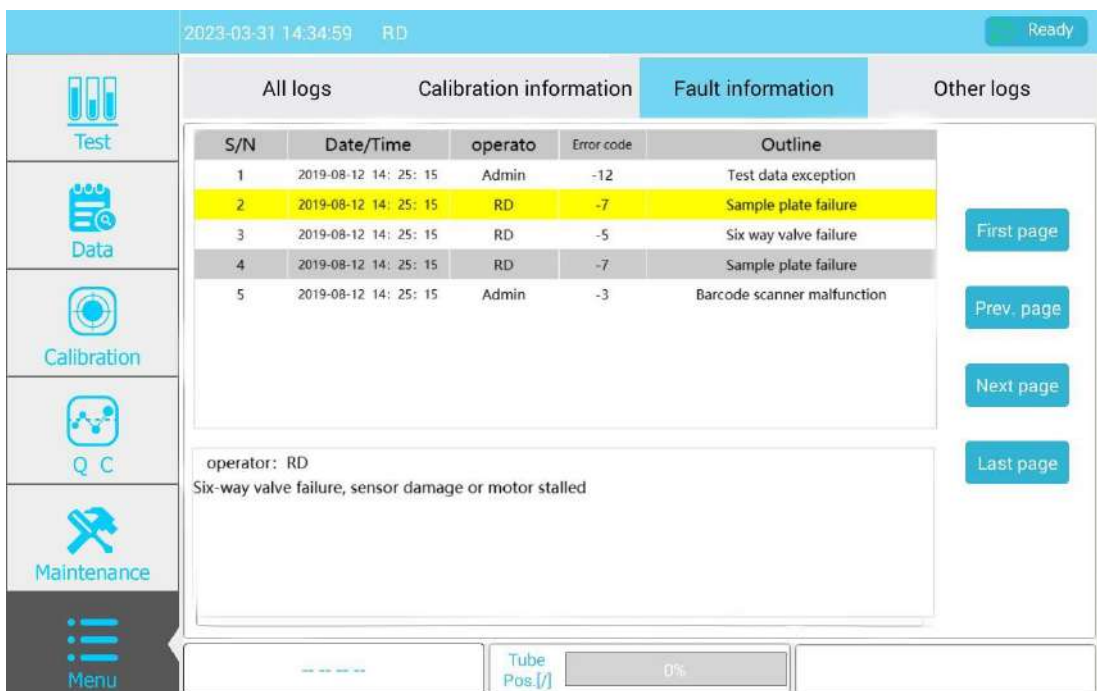 2023-03-31 14:34:59 RD Ready
All logs Calibration information Fault information Other logs
Test
Data
Calibration
Q C
Maintenance
Menu
S/N Date/Time operato Error code Outline
1 2019-08-12 14: 25: 15 Admin -12 Test data exception
2 2019-08-12 14: 25: 15 RD -7 Sample plate failure
3 2019-08-12 14: 25: 15 RD -5 Six way valve failure
4 2019-08-12 14: 25: 15 RD -7 Sample plate failure
5 2019-08-12 14: 25: 15 Admin -3 Barcode scanner malfunction
First page
Prev. page
Next page
Last page
operator: RD
Six-way valve failure, sensor damage or motor stalled
-- -- -- --
Tube
Pos.[/]
0%